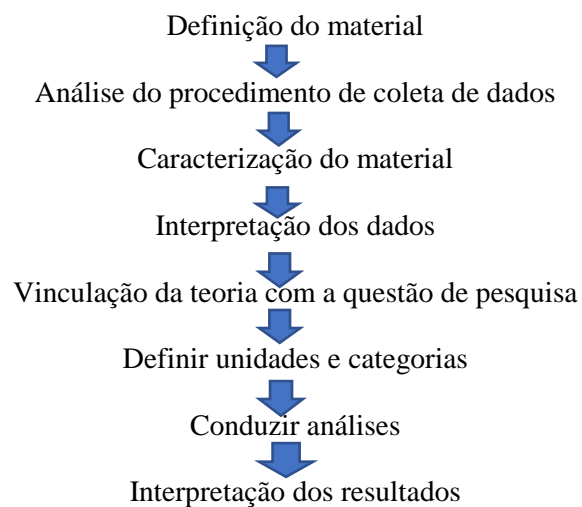 Definição do material
Análise do procedimento de coleta de dados
Caracterização do material
Interpretação dos dados
Vinculação da teoria com a questão de pesquisa
Definir unidades e categorias
Conduzir análises
Interpretação dos resultados